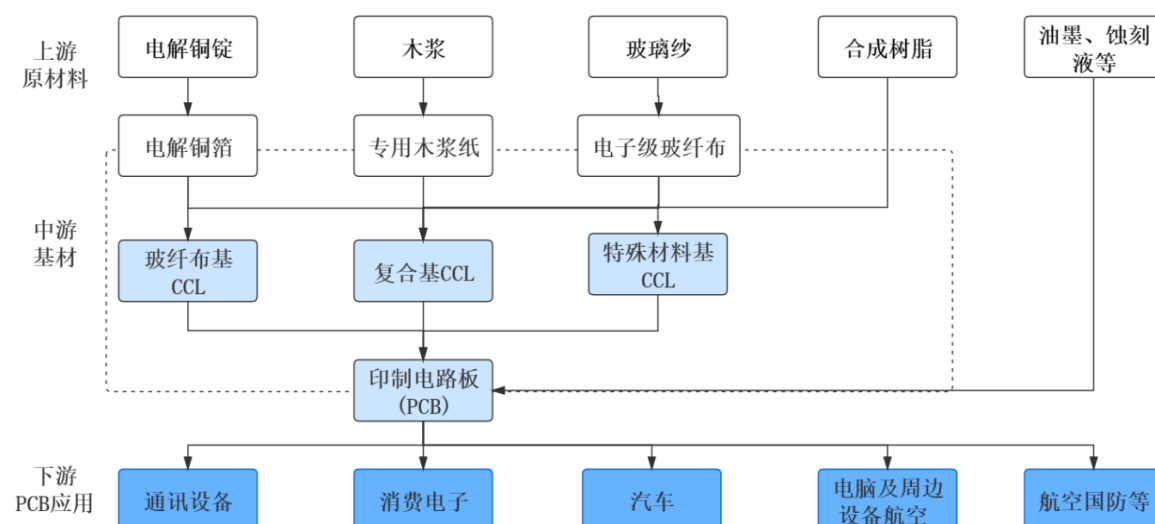 上游
原材料
电解铜锭
木浆
玻璃纱
合成树脂
油墨、蚀刻
液等
电解铜箔
专用木浆纸
电子级玻纤布
中游
基材
玻纤布基
CCL
复合基CCL
特殊材料基
CCL
印制电路板
(PCB)
下游
PCB应用
通讯设备
消费电子
汽车
电脑及周边
设备航空
航空国防等